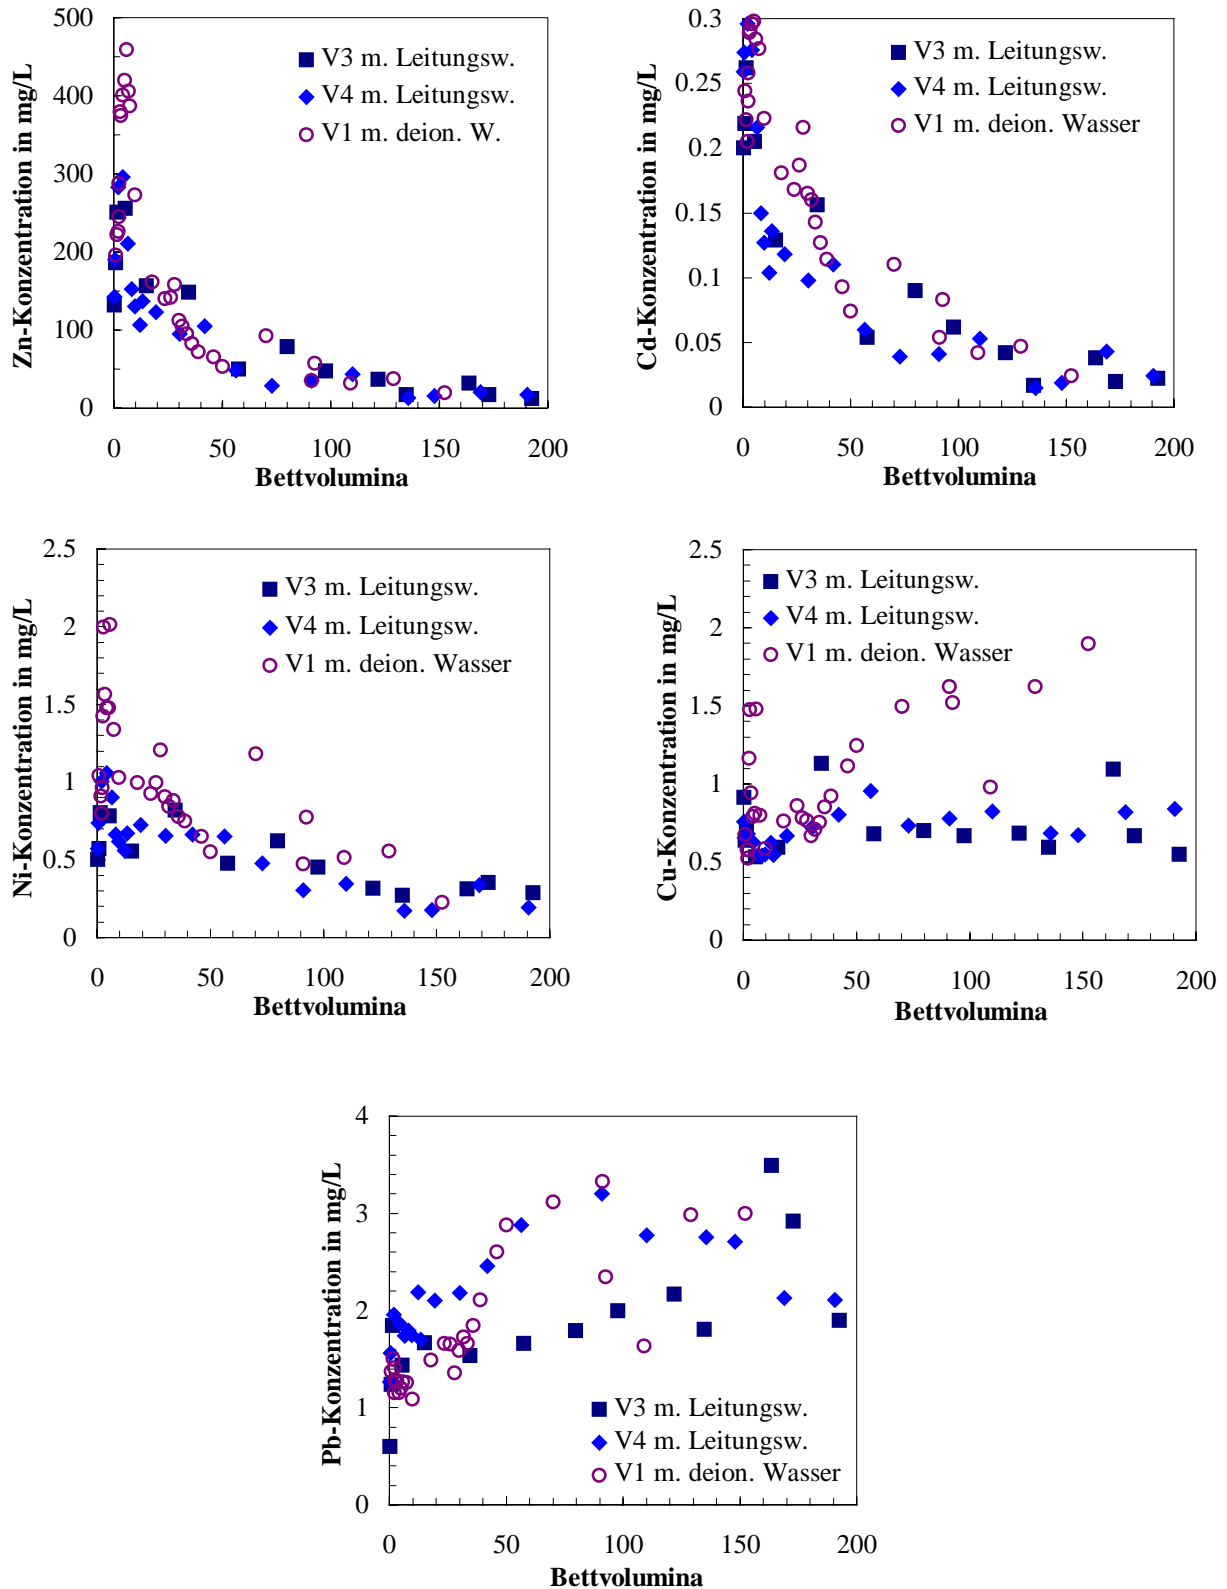 500
400
300
200
100
0
Zn-Konzentration in mg/L
V3 m. Leitungsw.
V4 m. Leitungsw.
V1 m. deion. W.
0 50 100 150 200
Bettvolumina
0.3
0.25
0.2
0.15
0.1
0.05
0
Cd-Konzentration in mg/L
V3 m. Leitungsw.
V4 m. Leitungsw.
V1 m. deion. Wasser
0 50 100 150 200
Bettvolumina
2.5
2
1.5
1
0.5
0
Ni-Konzentration in mg/L
V3 m. Leitungsw.
V4 m. Leitungsw.
V1 m. deion. Wasser
0 50 100 150 200
Bettvolumina
2.5
2
1.5
1
0.5
0
Cu-Konzentration in mg/L
V3 m. Leitungsw.
V4 m. Leitungsw.
V1 m. deion. Wasser
0 50 100 150 200
Bettvolumina
4
3
2
1
0
Pb-Konzentration in mg/L
V3 m. Leitungsw.
V4 m. Leitungsw.
V1 m. deion. Wasser
0 50 100 150 200
Bettvolumina